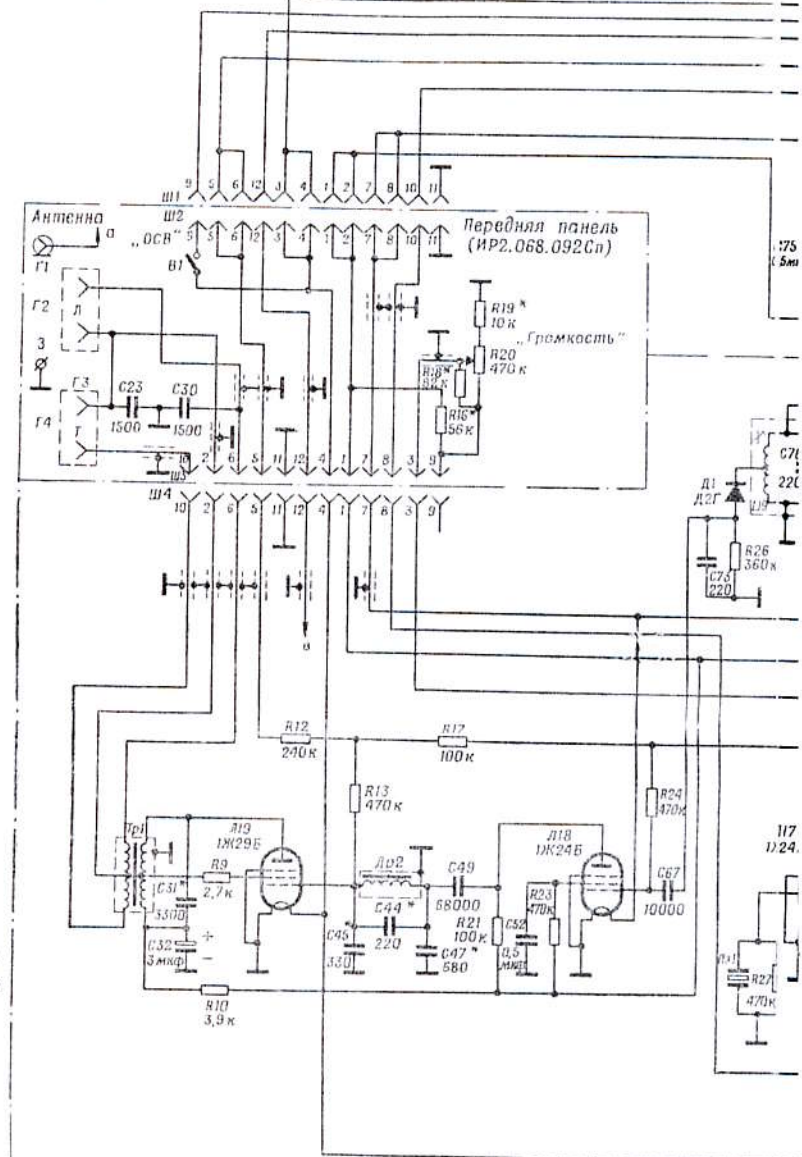 9 5 6 12 3 4 1 2 7 8 10 11
Ш1
Ш2
5 5 6 12 3 4 1 2 7 8 10 11
Антенна
а
„ОСВ"
Передняя панель
(ИР2.068.092Сп)
Г1
В1
Г2
Л
R19*
10к
„Громкость"
З
R20
470к
R18*
82к
Г3
C23
C30
R16*
56к
Г4
Т
1500
1500
10 2 6 5 11 12 4 1 7 8 3 9
Ш3
Ш4
10 2 6 5 11 12 4 1 7 8 3 9
Д1
Д2Г
220
R26
360к
C73
220
R12
240к
R17
100к
R13
470к
R24
470к
Тр1
Л19
1Ж29Б
Л18
1Ж24Б
R9
2,7к
Др2
C49
68000
C67
10000
C31*
3300
C44*
220
R23
470к
R21
100к
C52
0,5
мкф
C32
3мкф
+
−
C45*
330
C47*
680
R27
470к
R10
3,9к